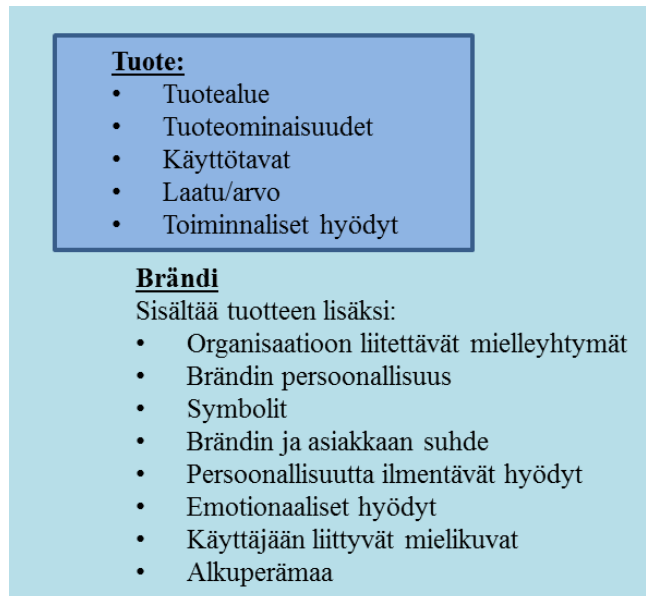 Tuote:
• Tuotealue
• Tuoteominaisuudet
• Käyttötavat
• Laatu/arvo
• Toiminnaliset hyödyt
Brändi
Sisältää tuotteen lisäksi:
• Organisaatioon liitettävät mielleyhtymät
• Brändin persoonallisuus
• Symbolit
• Brändin ja asiakkaan suhde
• Persoonallisuutta ilmentävät hyödyt
• Emotionaaliset hyödyt
• Käyttäjään liittyvät mielikuvat
• Alkuperämaa